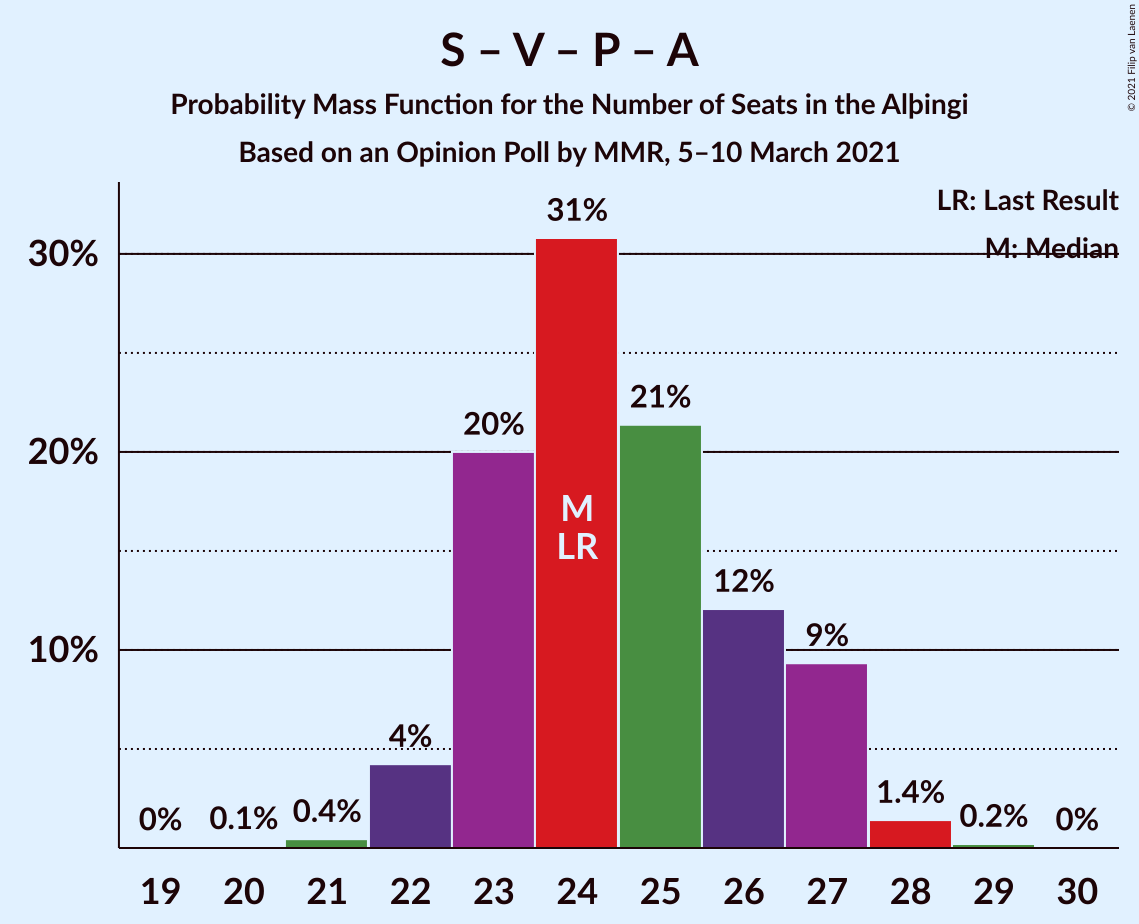 S – V – P – A
Probability Mass Function for the Number of Seats in the Alþingi
Based on an Opinion Poll by MMR, 5–10 March 2021
© 2021 Filip van Laenen
LR: Last Result
M: Median
30%
20%
10%
0%
0.1%
0.4%
4%
20%
31%
21%
12%
9%
1.4%
0.2%
0%
M
LR
19 20 21 22 23 24 25 26 27 28 29 30